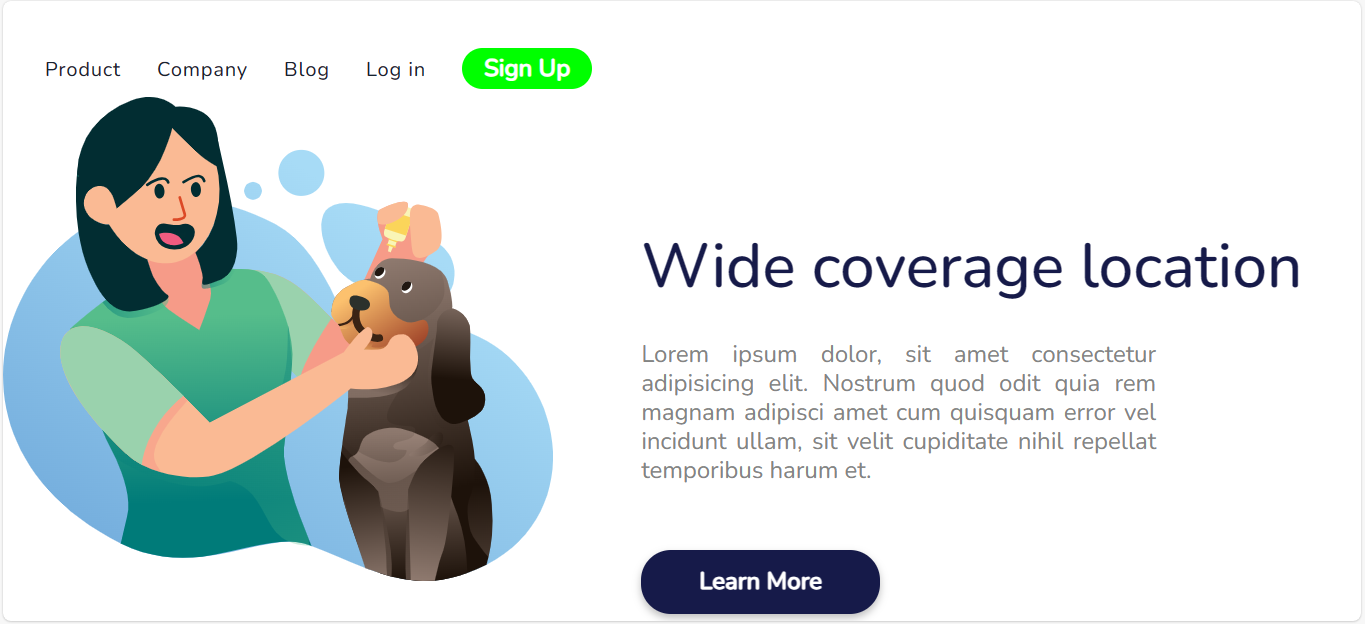 Product Company Blog Log in Sign Up
Wide coverage location
Lorem ipsum dolor, sit amet consectetur
adipisicing elit. Nostrum quod odit quia rem
magnam adipisci amet cum quisquam error vel
incidunt ullam, sit velit cupiditate nihil repellat
temporibus harum et.
Learn More